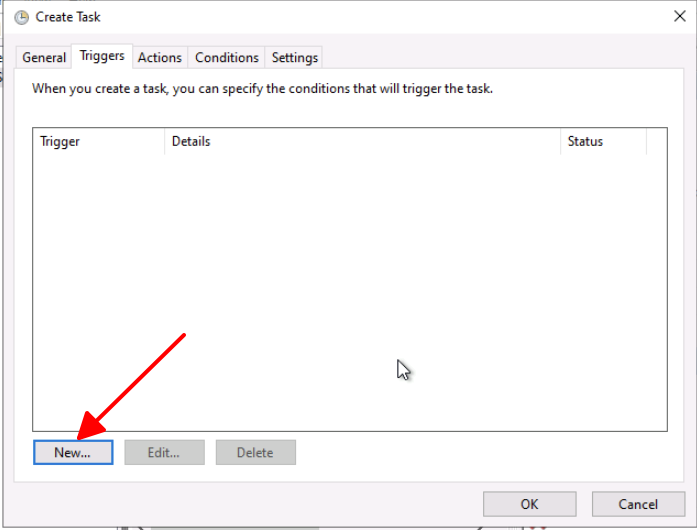 Create Task
General Triggers Actions Conditions Settings
When you create a task, you can specify the conditions that will trigger the task.
Trigger Details Status
New... Edit... Delete
OK Cancel